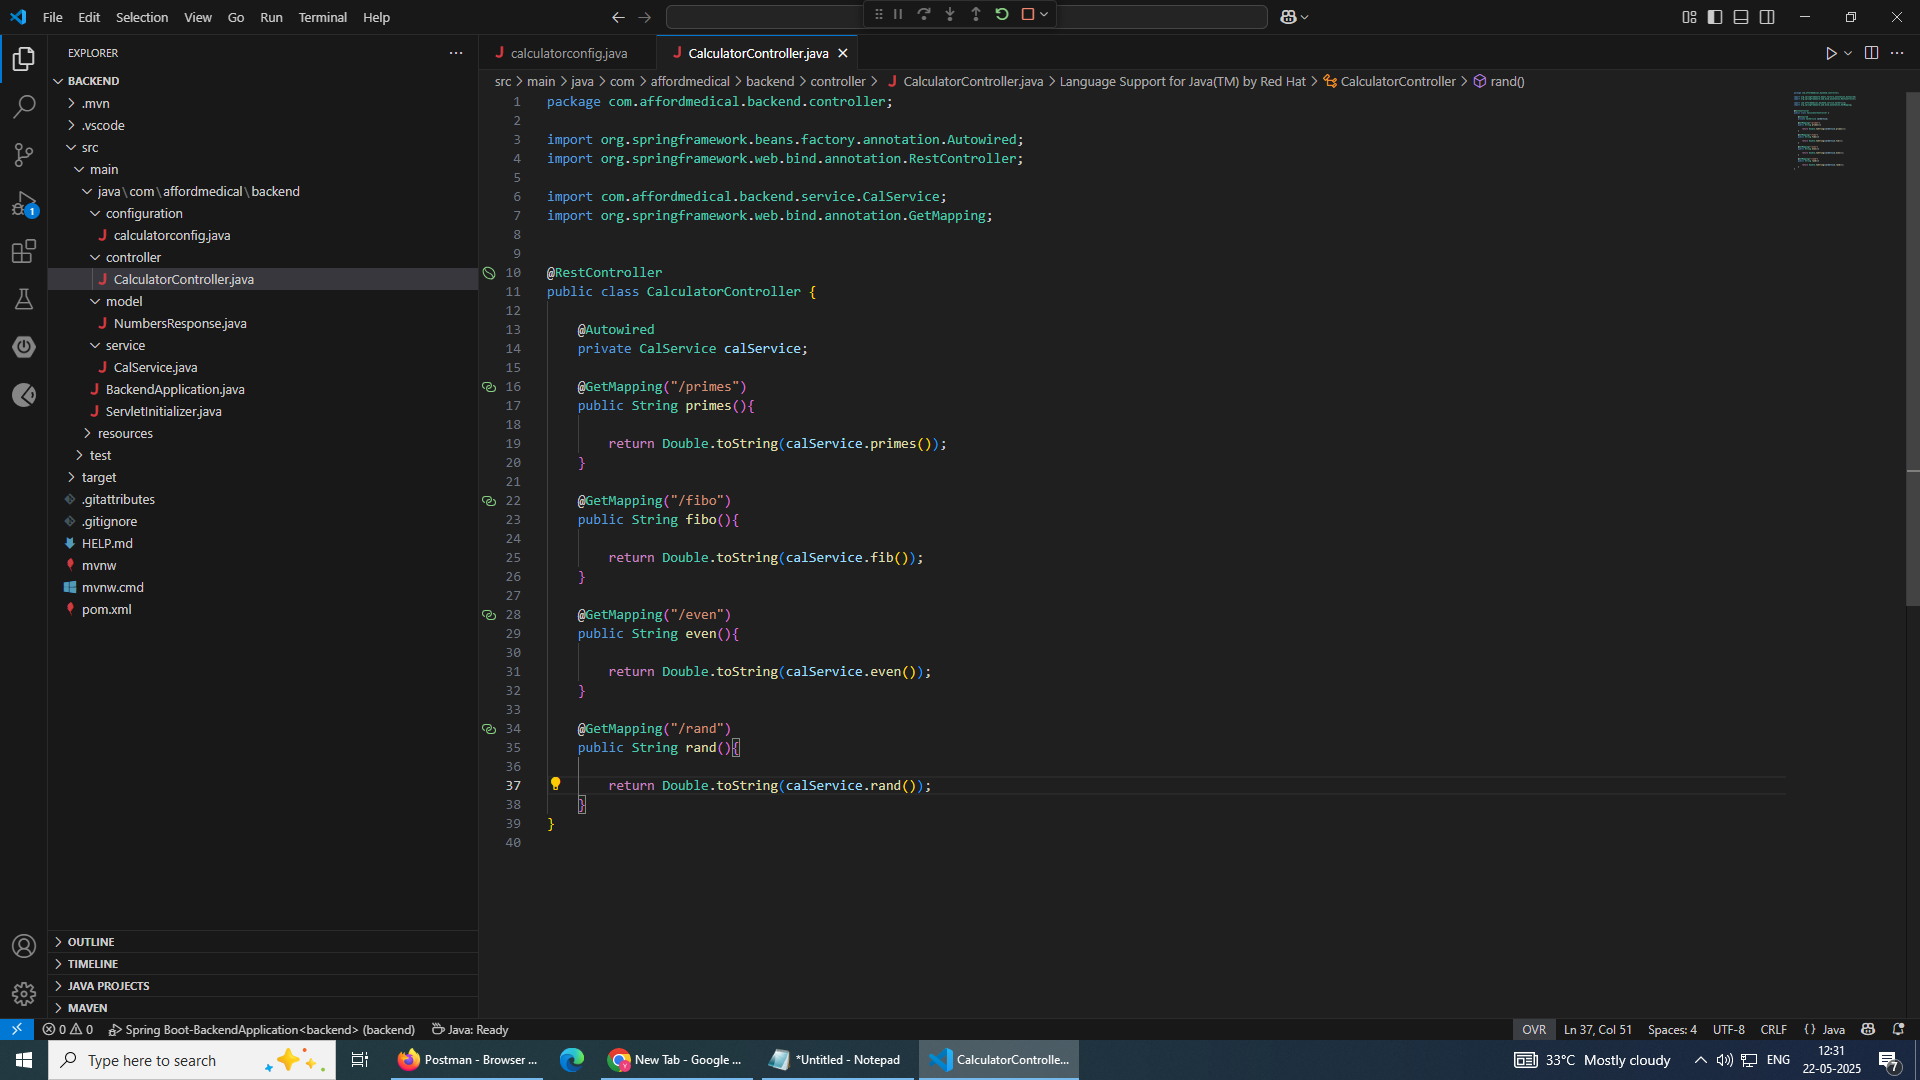 File Edit Selection View Go Run Terminal Help
EXPLORER
BACKEND
.mvn
.vscode
src
main
java\com\affordmedical\backend
configuration
calculatorconfig.java
controller
CalculatorController.java
model
NumbersResponse.java
service
CalService.java
BackendApplication.java
ServletInitializer.java
resources
test
target
.gitattributes
.gitignore
HELP.md
mvnw
mvnw.cmd
pom.xml
OUTLINE
TIMELINE
JAVA PROJECTS
MAVEN
1
calculatorconfig.java
CalculatorController.java
src > main > java > com > affordmedical > backend > controller > CalculatorController.java > Language Support for Java(TM) by Red Hat > CalculatorController > rand()
1 package com.affordmedical.backend.controller;
2
3 import org.springframework.beans.factory.annotation.Autowired;
4 import org.springframework.web.bind.annotation.RestController;
5
6 import com.affordmedical.backend.service.CalService;
7 import org.springframework.web.bind.annotation.GetMapping;
8
9
10 @RestController
11 public class CalculatorController {
12
13 @Autowired
14 private CalService calService;
15
16 @GetMapping("/primes")
17 public String primes(){
18
19 return Double.toString(calService.primes());
20 }
21
22 @GetMapping("/fibo")
23 public String fibo(){
24
25 return Double.toString(calService.fib());
26 }
27
28 @GetMapping("/even")
29 public String even(){
30
31 return Double.toString(calService.even());
32 }
33
34 @GetMapping("/rand")
35 public String rand(){
36
37 return Double.toString(calService.rand());
38 }
39 }
40
0 0 Spring Boot-BackendApplication<backend> (backend) Java: Ready
OVR Ln 37, Col 51 Spaces: 4 UTF-8 CRLF {} Java
Type here to search
Postman - Browser ...
New Tab - Google ...
*Untitled - Notepad
CalculatorControlle...
33°C Mostly cloudy
ENG
12:31
22-05-2025
7